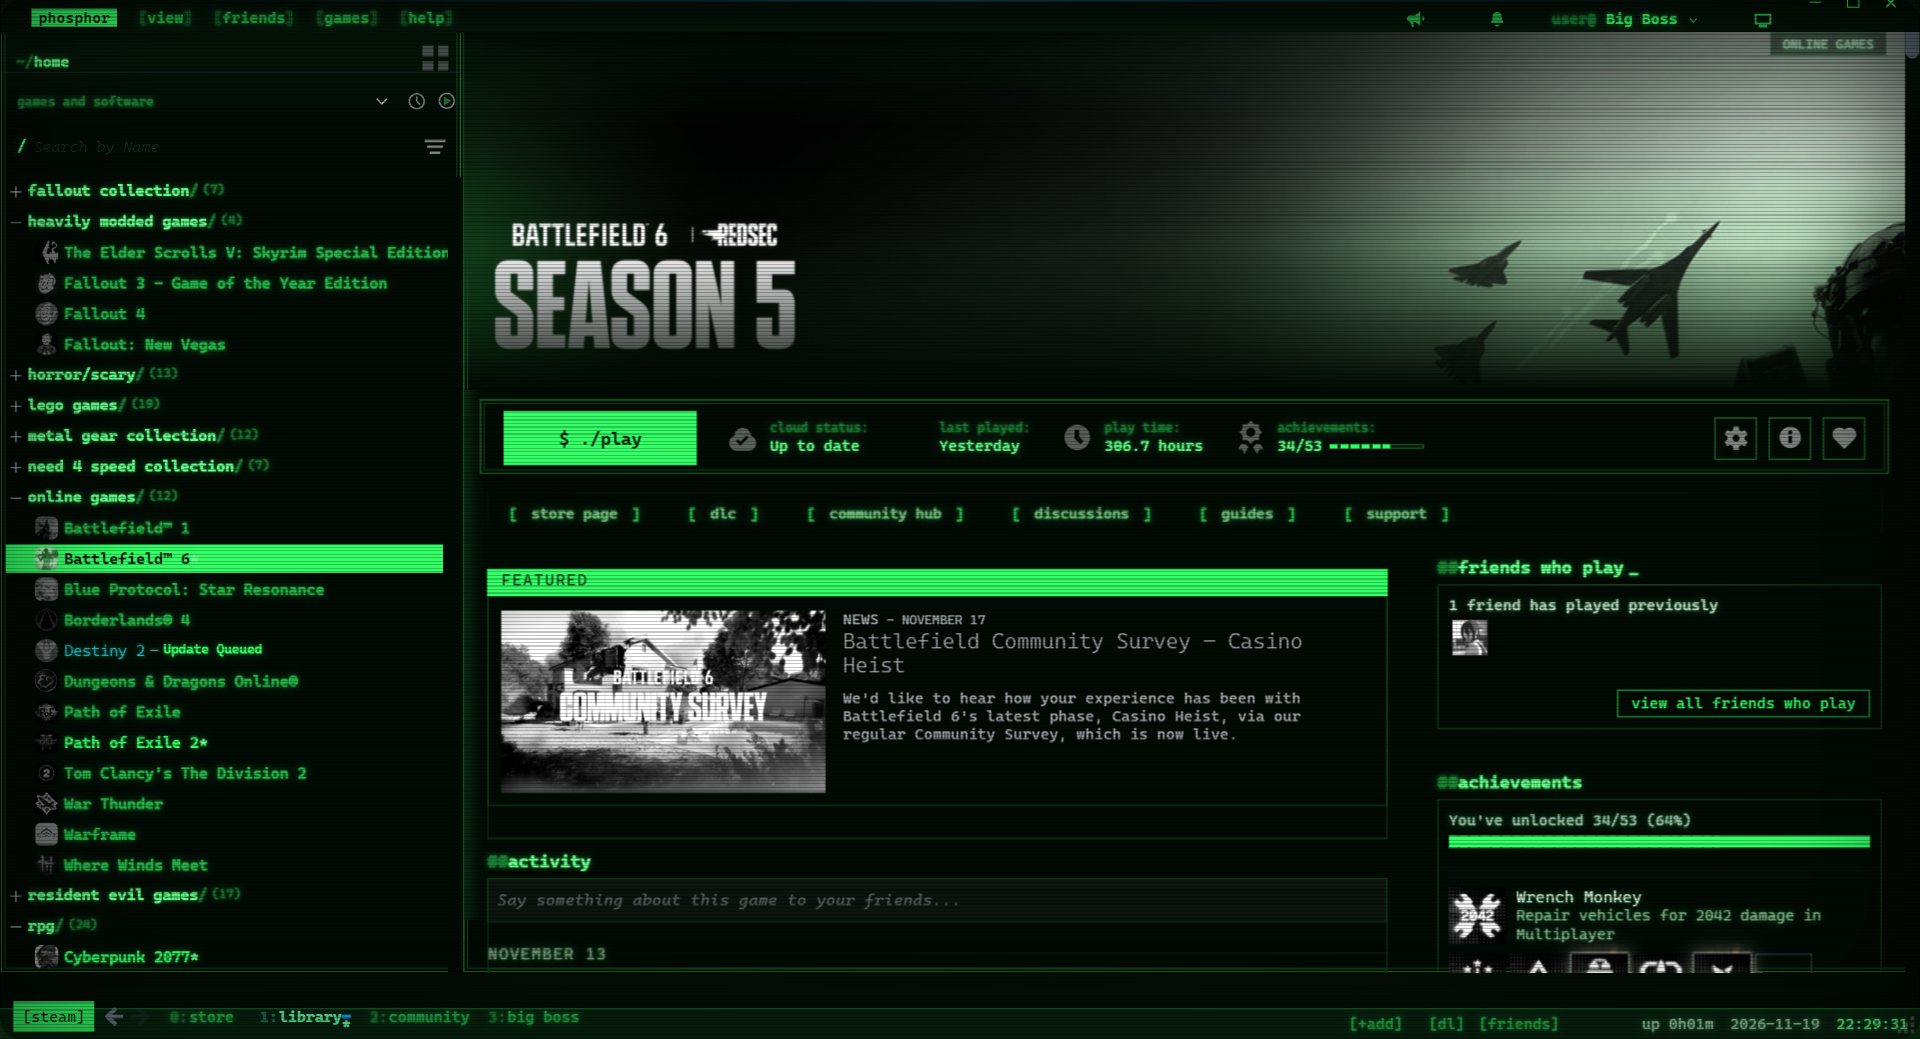 phosphor [view] [friends] [games] [help] user@ Big Boss
ONLINE GAMES
~/home
games and software
/ Search by Name
+ fallout collection/ (7)
— heavily modded games/ (4)
The Elder Scrolls V: Skyrim Special Edition
Fallout 3 - Game of the Year Edition
Fallout 4
Fallout: New Vegas
+ horror/scary/ (13)
+ lego games/ (19)
+ metal gear collection/ (12)
+ need 4 speed collection/ (7)
— online games/ (12)
Battlefield™ 1
Battlefield™ 6
Blue Protocol: Star Resonance
Borderlands® 4
Destiny 2 - Update Queued
Dungeons & Dragons Online®
Path of Exile
Path of Exile 2*
Tom Clancy's The Division 2
War Thunder
Warframe
Where Winds Meet
+ resident evil games/ (17)
— rpg/ (24)
Cyberpunk 2077*
BATTLEFIELD 6 | REDSEC
SEASON 5
$ ./play
cloud status:
Up to date
last played:
Yesterday
play time:
306.7 hours
achievements:
34/53
[ store page ] [ dlc ] [ community hub ] [ discussions ] [ guides ] [ support ]
FEATURED
BATTLEFIELD 6
COMMUNITY SURVEY
NEWS - NOVEMBER 17
Battlefield Community Survey – Casino
Heist
We'd like to hear how your experience has been with
Battlefield 6's latest phase, Casino Heist, via our
regular Community Survey, which is now live.
##activity
Say something about this game to your friends...
NOVEMBER 13
##friends who play_
1 friend has played previously
view all friends who play
##achievements
You've unlocked 34/53 (64%)
2042
Wrench Monkey
Repair vehicles for 2042 damage in
Multiplayer
[steam] 0:store 1:library 2:community 3:big boss
[+add] [dl] [friends] up 0h01m 2026-11-19 22:29:31